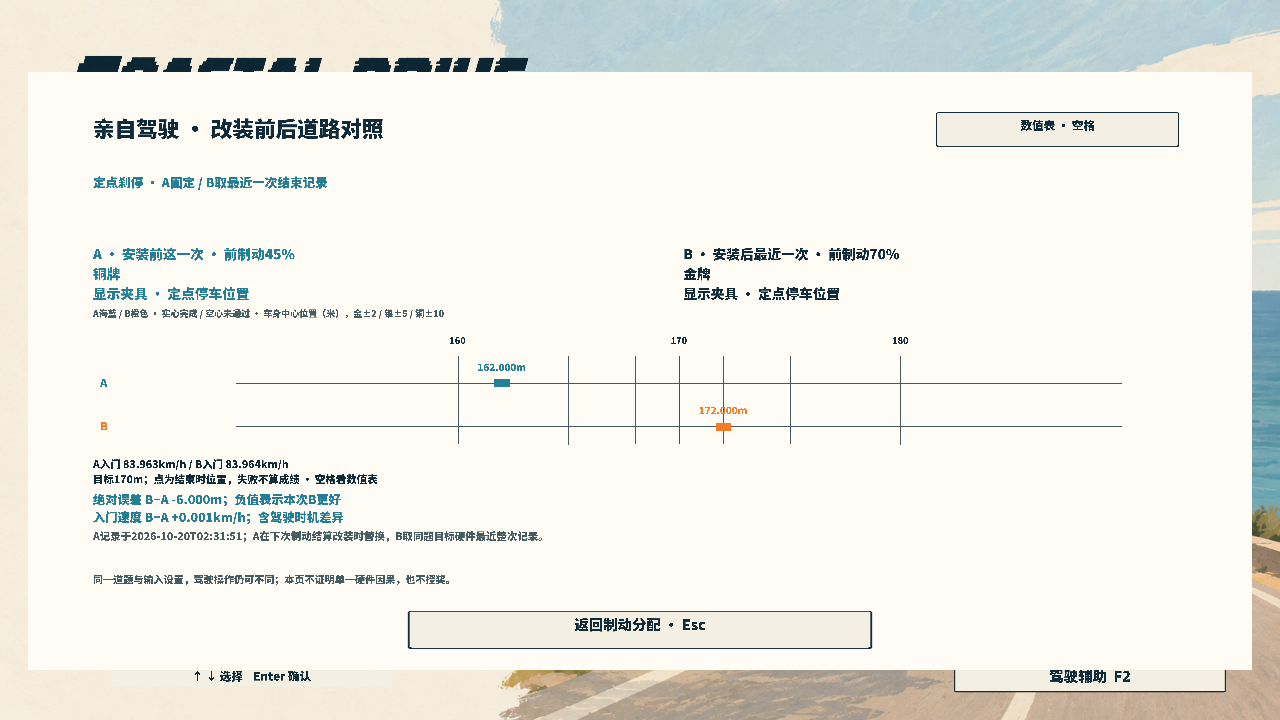 亲自驾驶 · 改装前后道路对照
数值表 · 空格
定点刹停 · A固定 / B取最近一次结束记录
A · 安装前这一次 · 前制动45%
铜牌
显示夹具 · 定点停车位置
B · 安装后最近一次 · 前制动70%
金牌
显示夹具 · 定点停车位置
A海蓝 / B橙色 · 实心完成 / 空心未通过 · 车身中心位置（米），金±2 / 银±5 / 铜±10
160 170 180
162.000m
A
172.000m
B
A入门 83.963km/h / B入门 83.964km/h
目标170m；点为结束时位置，失败不算成绩 · 空格看数值表
绝对误差 B−A -6.000m；负值表示本次B更好
入门速度 B−A +0.001km/h；含驾驶时机差异
A记录于2026-10-20T02:31:51；A在下次制动结算改装时替换，B取同题目标硬件最近整次记录。
同一道题与输入设置，驾驶操作仍可不同；本页不证明单一硬件因果，也不授奖。
返回制动分配 · Esc
↑ ↓ 选择 Enter 确认
驾驶辅助 F2